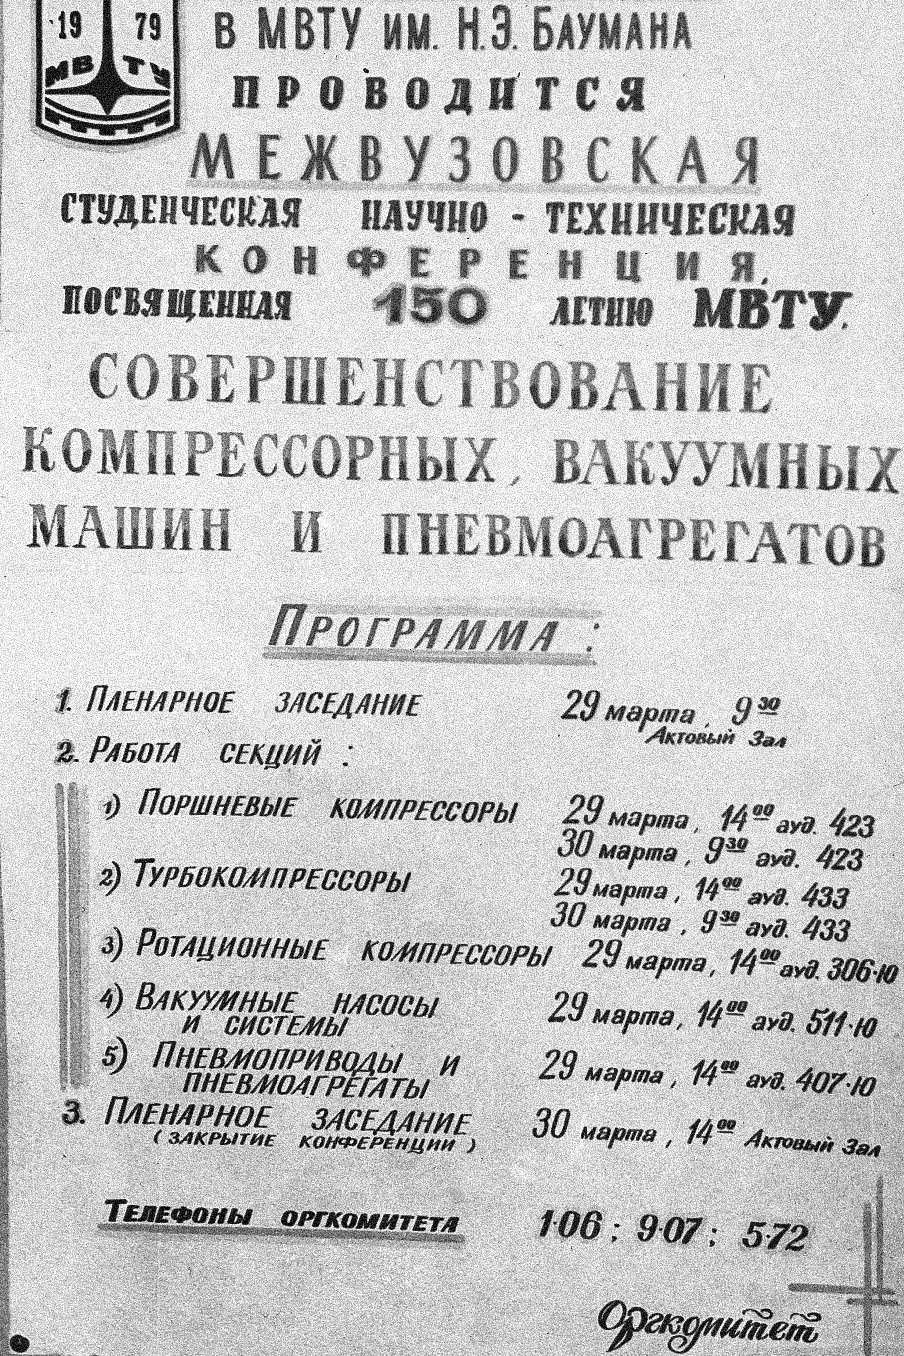 19 79
МВТУ
В МВТУ ИМ. Н.Э. БАУМАНА
ПРОВОДИТСЯ
МЕЖВУЗОВСКАЯ
СТУДЕНЧЕСКАЯ НАУЧНО - ТЕХНИЧЕСКАЯ
КОНФЕРЕНЦИЯ,
ПОСВЯЩЕННАЯ 150 ЛЕТИЮ МВТУ.
СОВЕРШЕНСТВОВАНИЕ
КОМПРЕССОРНЫХ, ВАКУУМНЫХ
МАШИН И ПНЕВМОАГРЕГАТОВ
ПРОГРАММА :
1. ПЛЕНАРНОЕ ЗАСЕДАНИЕ 29 марта, 9 30
Актовый Зал
2. РАБОТА СЕКЦИЙ :
1) ПОРШНЕВЫЕ КОМПРЕССОРЫ 29 марта, 14 00 ауд. 423
30 марта, 9 30 ауд. 423
2) ТУРБОКОМПРЕССОРЫ 29 марта, 14 00 ауд. 433
30 марта, 9 30 ауд. 433
3) РОТАЦИОННЫЕ КОМПРЕССОРЫ 29 марта, 14 00 ауд. 306·Ю
4) ВАКУУМНЫЕ НАСОСЫ 29 марта, 14 00 ауд. 511·Ю
И СИСТЕМЫ
5) ПНЕВМОПРИВОДЫ И 29 марта, 14 00 ауд. 407·Ю
ПНЕВМОАГРЕГАТЫ
3. ПЛЕНАРНОЕ ЗАСЕДАНИЕ 30 марта, 14 00 Актовый Зал
(ЗАКРЫТИЕ КОНФЕРЕНЦИИ)
ТЕЛЕФОНЫ ОРГКОМИТЕТА 1·06 ; 9·07 ; 5·72
Оргкомитет